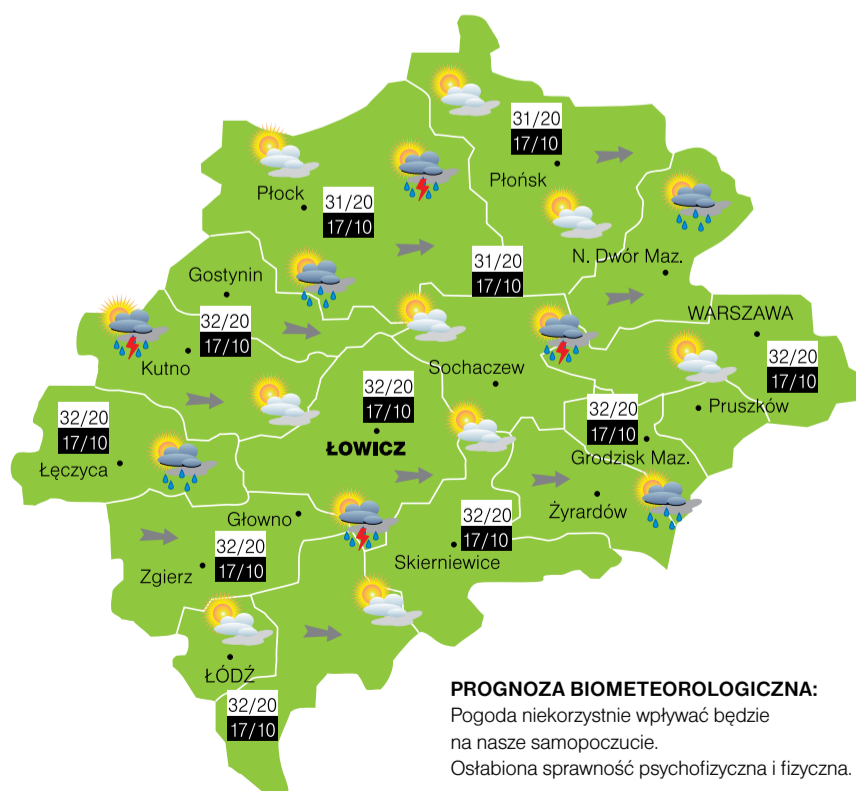 31/20
17/10
Płońsk
Płock
31/20
17/10
N. Dwór Maz.
Gostynin
31/20
17/10
WARSZAWA
32/20
17/10
Kutno
Sochaczew
32/20
17/10
Pruszków
32/20
17/10
ŁOWICZ
32/20
17/10
Grodzisk Maz.
32/20
17/10
Łęczyca
Żyrardów
Głowno
32/20
17/10
Skierniewice
32/20
17/10
Zgierz
ŁÓDŹ
32/20
17/10
PROGNOZA BIOMETEOROLOGICZNA:
Pogoda niekorzystnie wpływać będzie
na nasze samopoczucie.
Osłabiona sprawność psychofizyczna i fizyczna.